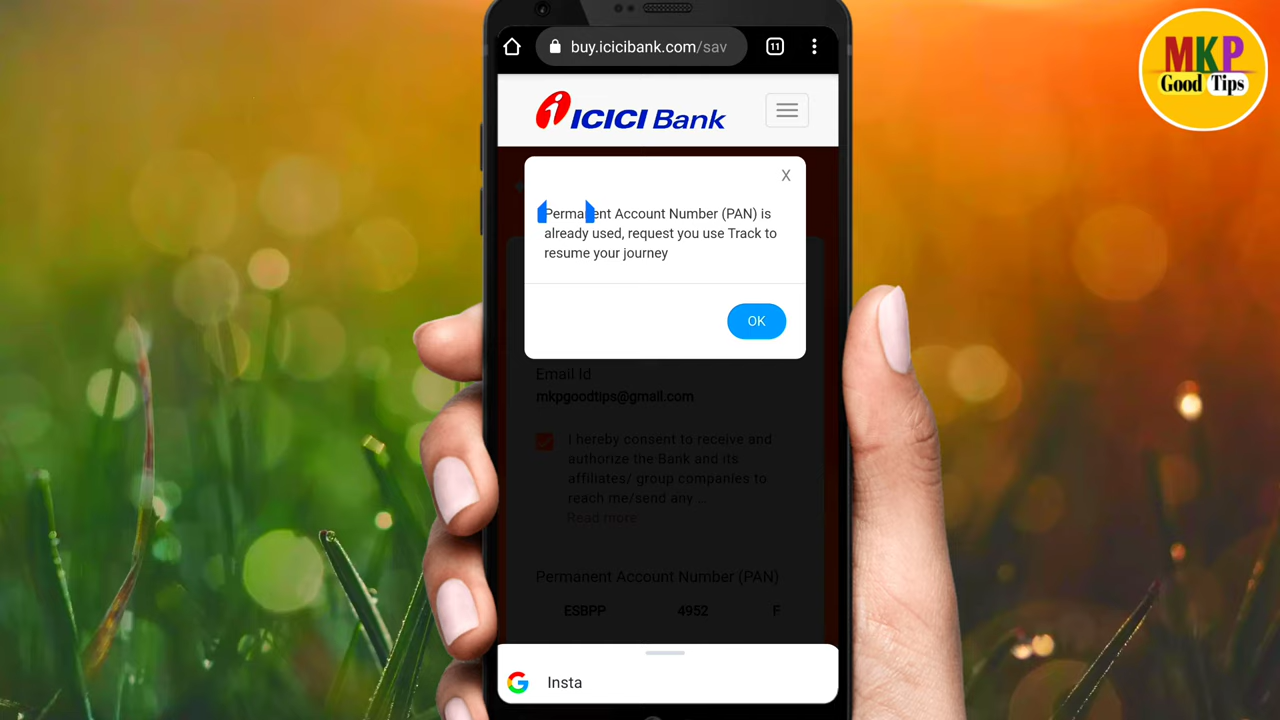 buy.icicibank.com/sav
11
MKP
Good Tips
ICICI Bank
X
Permanent Account Number (PAN) is
already used, request you use Track to
resume your journey
OK
Email Id
mkpgoodtips@gmail.com
I hereby consent to receive and
authorize the Bank and its
affiliates/ group companies to
reach me/send any ...
Read more
Permanent Account Number (PAN)
ESBPP 4952 F
Insta